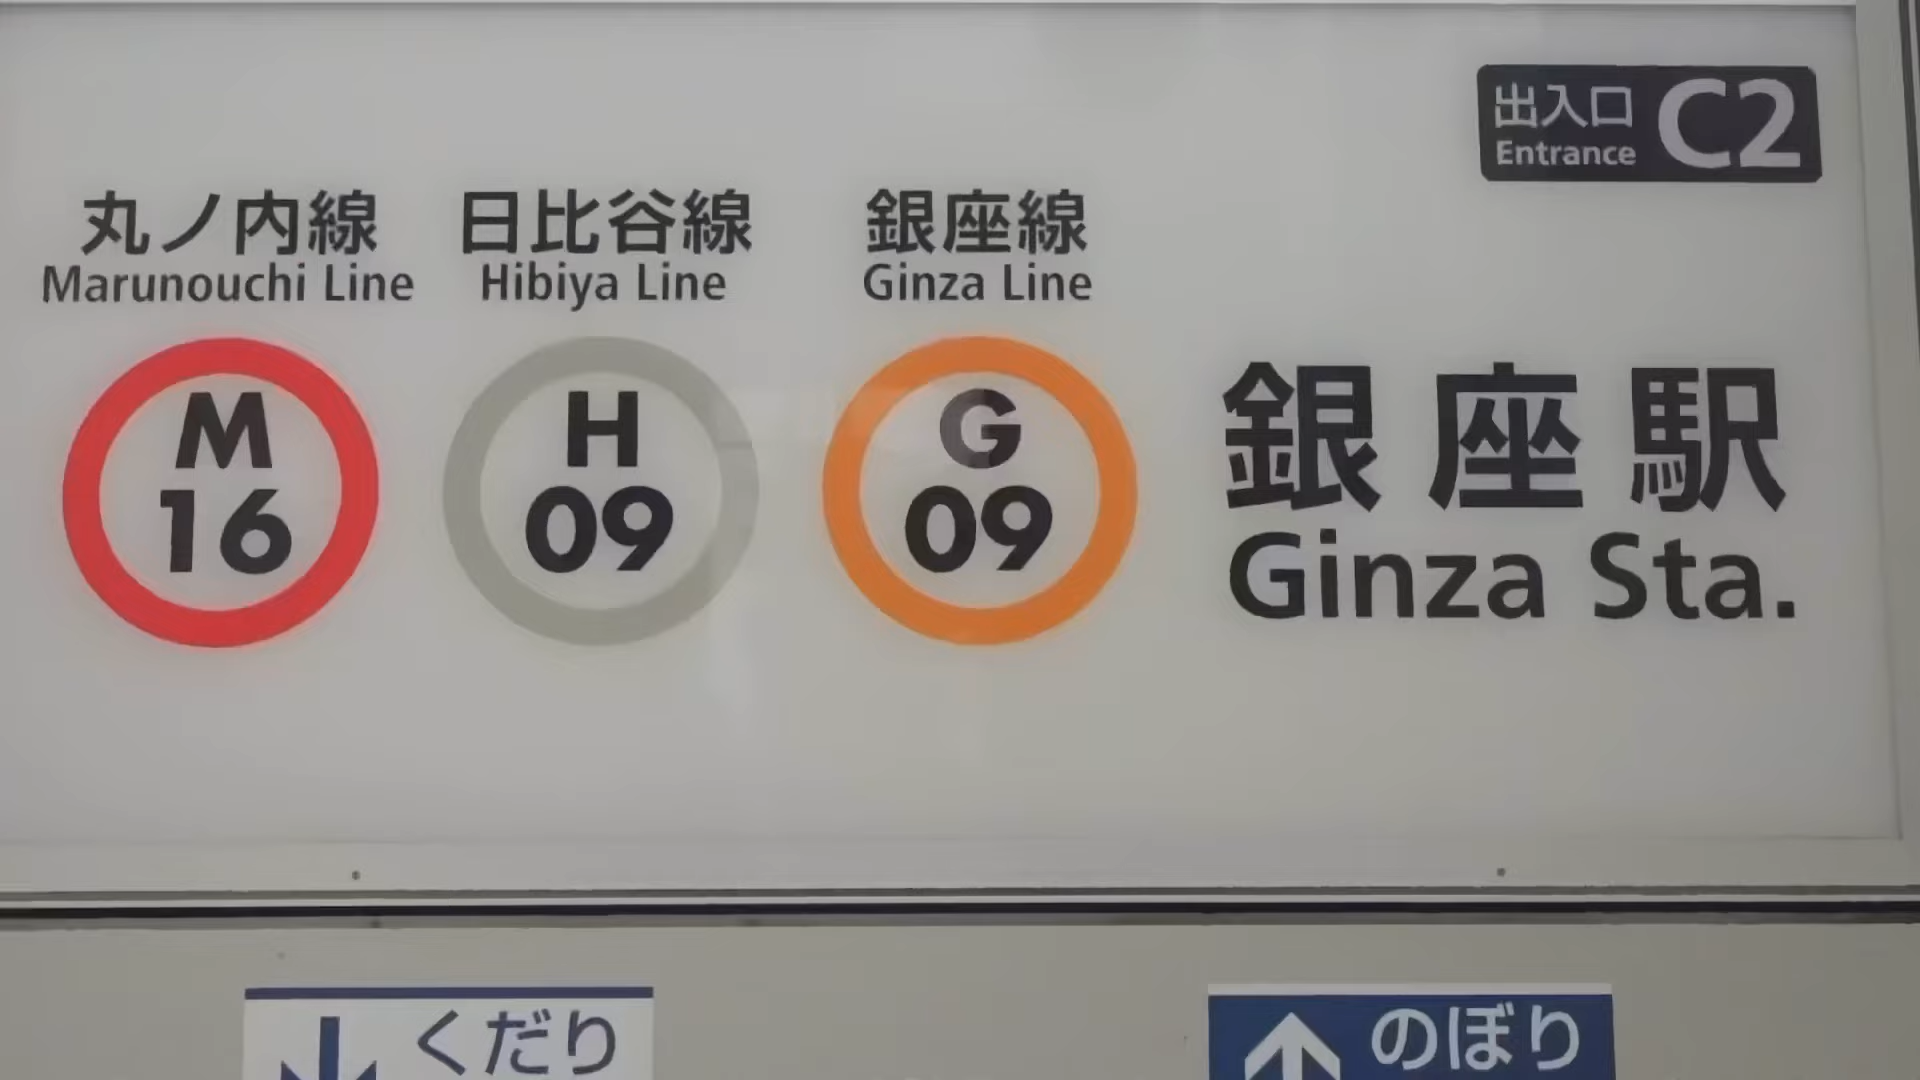 出入口 C2
Entrance
丸ノ内線 日比谷線 銀座線
Marunouchi Line Hibiya Line Ginza Line
M H G
16 09 09
銀座駅
Ginza Sta.
くだり のぼり